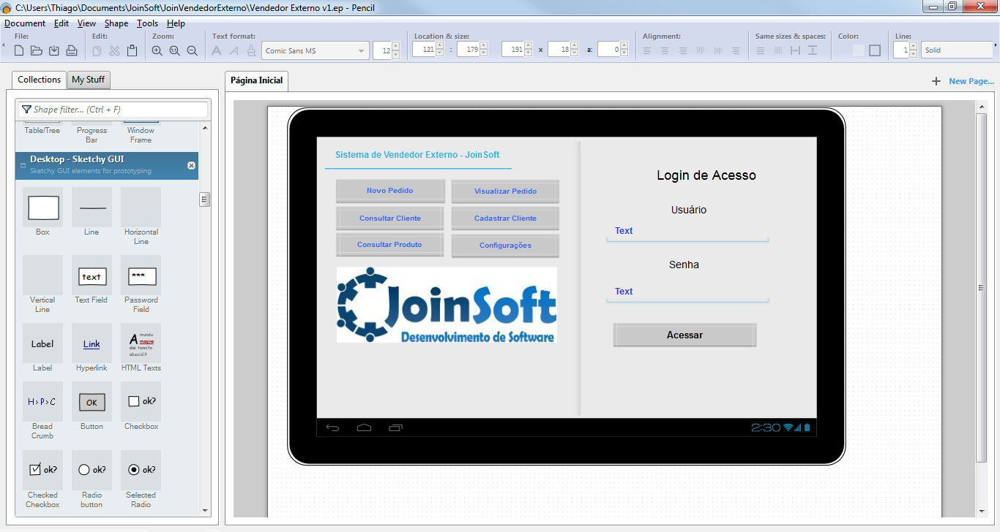 C:\Users\Thiago\Documents\JoinSoft\JoinVendedorExterno\Vendedor Externo v1.ep - Pencil
Document Edit View Shape Tools Help
File: Edit: Zoom: Text format: Location & size: Alignment: Same sizes & spaces: Color: Line:
Comic Sans MS 12 121 : 179 191 x 18 a: 0 1 Solid
Collections My Stuff
Página Inicial
New Page...
Shape filter... (Ctrl + F)
Table/Tree Progress Bar Window Frame
Desktop - Sketchy GUI
Sketchy GUI elements for prototyping
Box Line Horizontal Line
text ***
Vertical Line Text Field Password Field
Label Link A mundu
imagine
dei tannito
abacidit
Label Hyperlink HTML Texts
H>P>C OK ok?
Bread Crumb Button Checkbox
ok? ok? ok?
Checked Checkbox Radio button Selected Radio
Sistema de Vendedor Externo - JoinSoft
Novo Pedido Visualizar Pedido
Consultar Cliente Cadastrar Cliente
Consultar Produto Configurações
JoinSoft
Desenvolvimento de Software
Login de Acesso
Usuário
Text
Senha
Text
Acessar
2:30